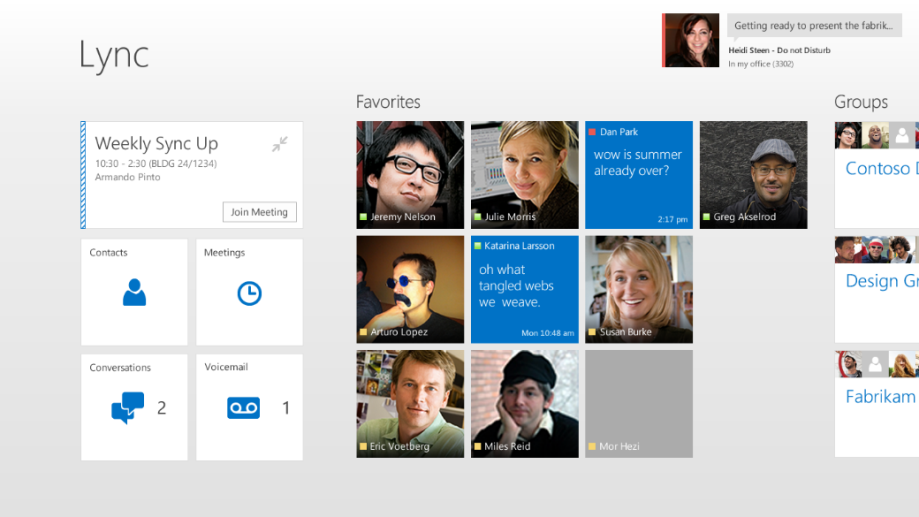 Lync
Getting ready to present the fabrik...
Heidi Steen - Do not Disturb
In my office (3302)
Weekly Sync Up
10:30 - 2:30 (BLDG 24/1234)
Armando Pinto
Join Meeting
Contacts
Meetings
Conversations
2
Voicemail
1
Favorites
Jeremy Nelson
Julie Morris
Dan Park
wow is summer
already over?
2:17 pm
Greg Akselrod
Arturo Lopez
Katarina Larsson
oh what
tangled webs
we weave.
Mon 10:48 am
Susan Burke
Eric Voetberg
Miles Reid
Mor Hezi
Groups
Contoso D
Design Gr
Fabrikam